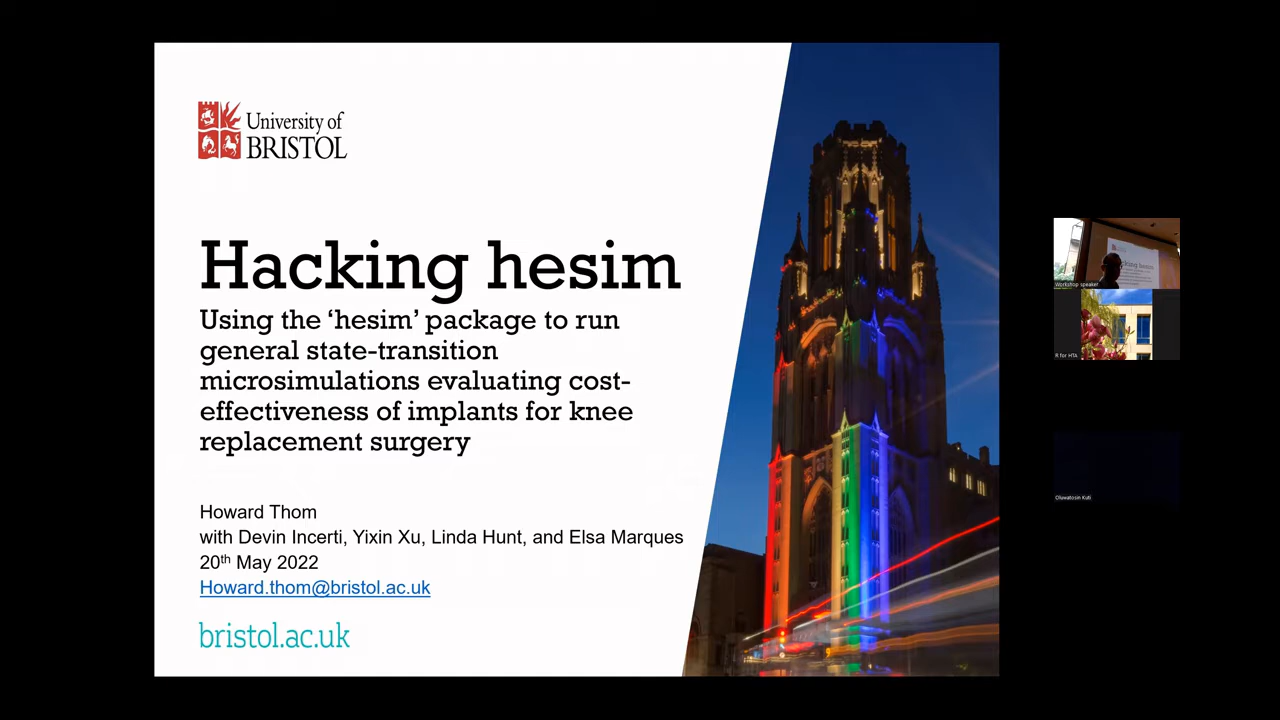 University of
BRISTOL
Hacking hesim
Using the ‘hesim’ package to run
general state-transition
microsimulations evaluating cost-
effectiveness of implants for knee
replacement surgery
Howard Thom
with Devin Incerti, Yixin Xu, Linda Hunt, and Elsa Marques
20th May 2022
Howard.thom@bristol.ac.uk
bristol.ac.uk
Workshop speaker
R for HTA
Oluwatosin Kuti